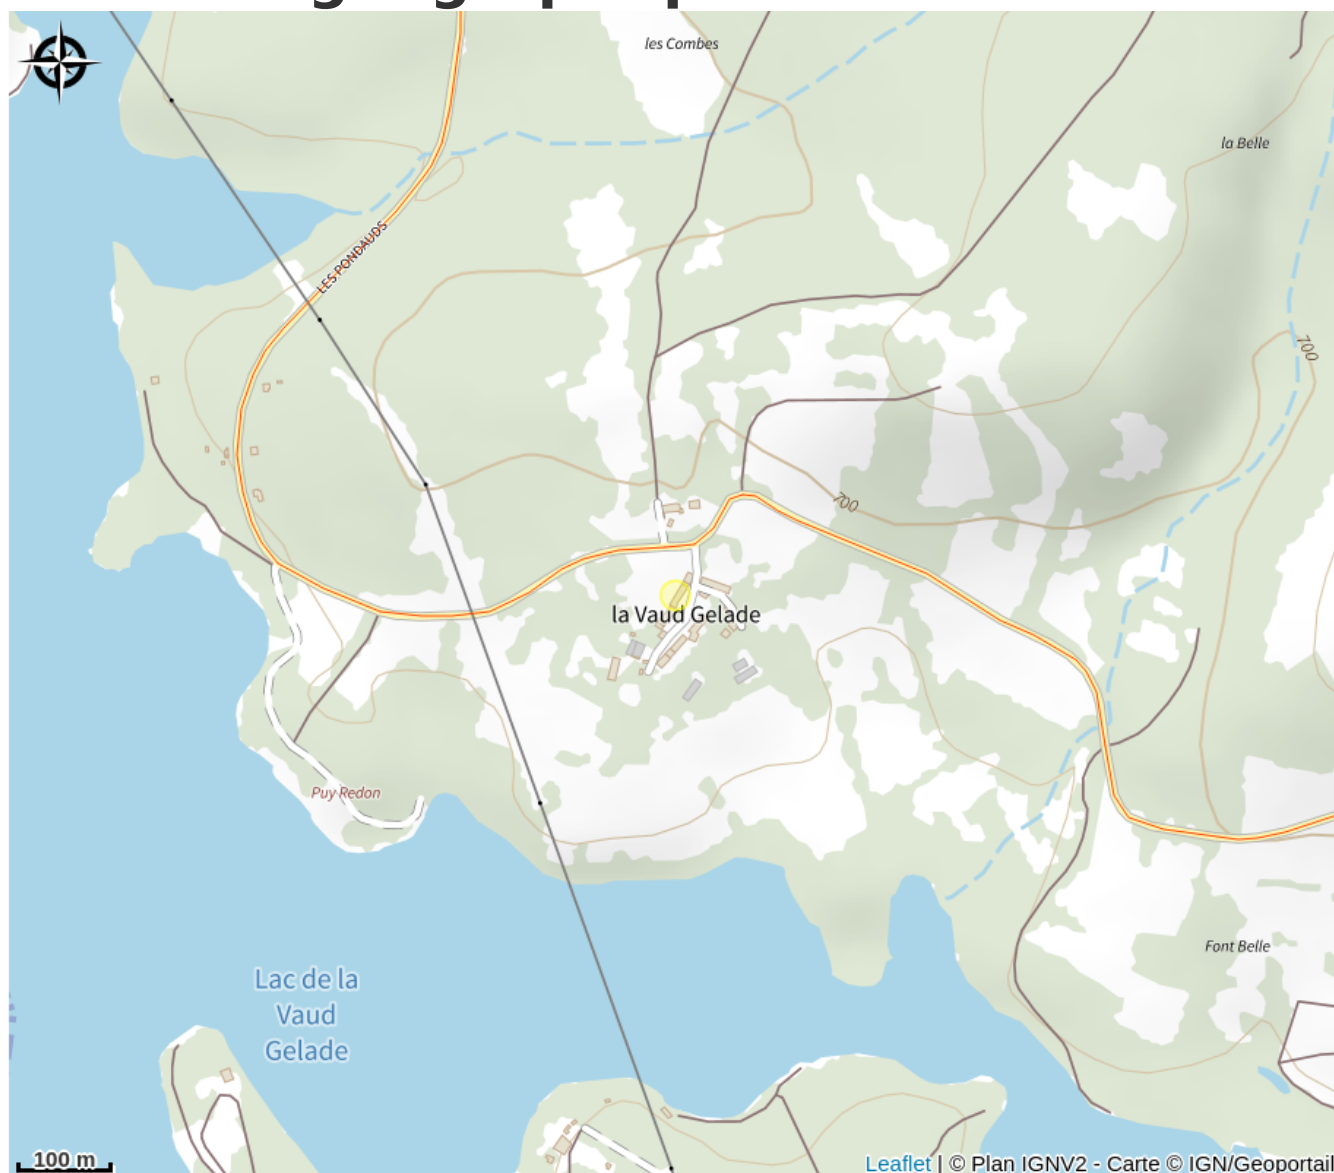 les Combes
la Belle
LES PONDAUDS
700
700
la Vaud Gelade
Puy Redon
Font Belle
Lac de la
Vaud
Gelade
100 m
Leaflet | © Plan IGNV2 - Carte © IGN/Geoportail